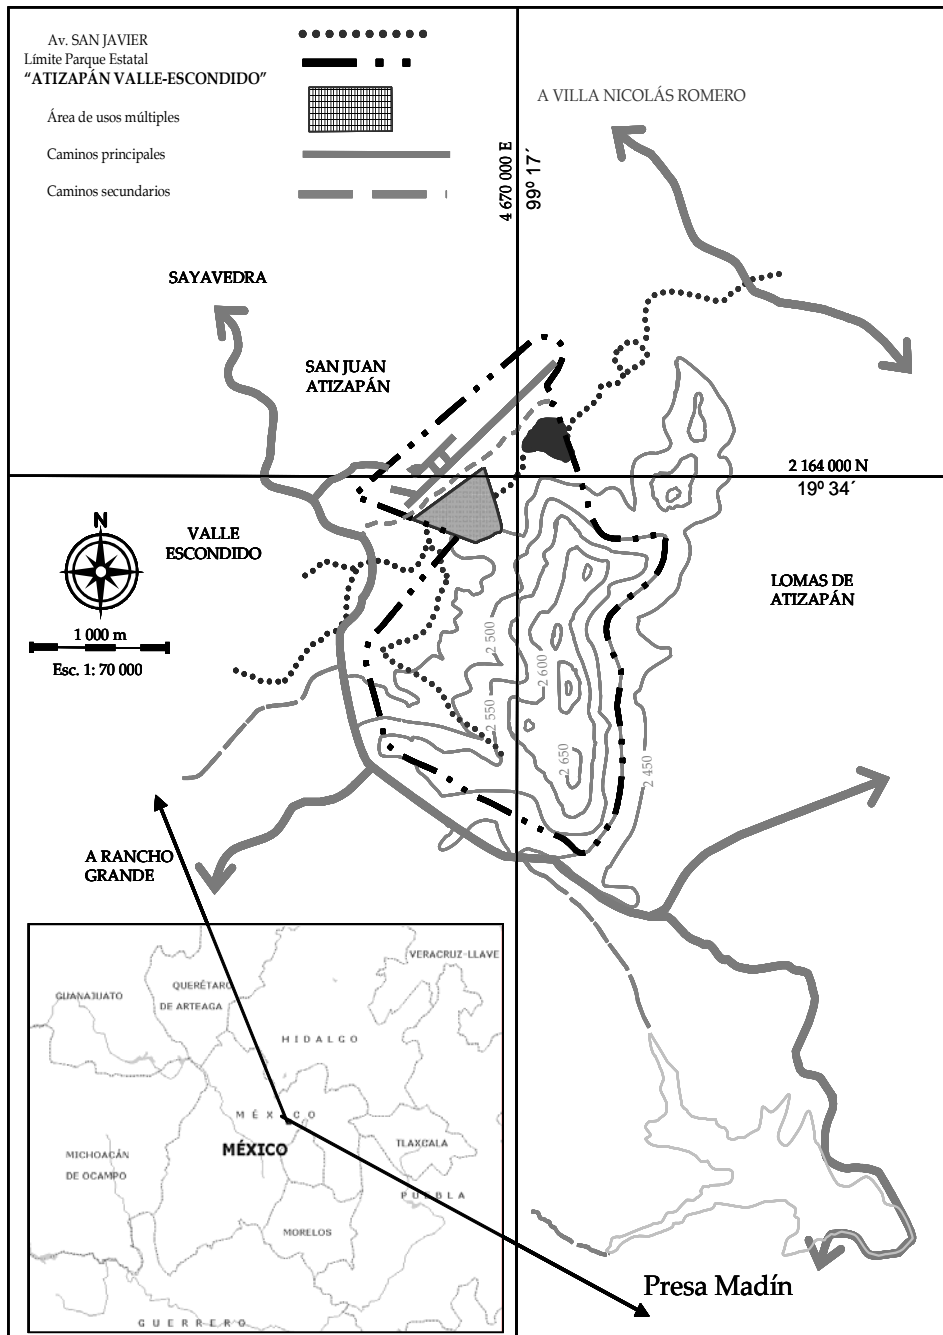 Av. SAN JAVIER
Límite Parque Estatal
“ATIZAPÁN VALLE-ESCONDIDO”
Área de usos múltiples
Caminos principales
Caminos secundarios
A VILLA NICOLÁS ROMERO
4 670 000 E
99º 17´
SAYAVEDRA
SAN JUAN
ATIZAPÁN
2 164 000 N
19º 34´
N
VALLE
ESCONDIDO
LOMAS DE
ATIZAPÁN
1 000 m
Esc. 1: 70 000
2 500
2 600
2 550
2 650
2 450
A RANCHO
GRANDE
VERACRUZ-LLAVE
QUERÉTARO
DE ARTEAGA
GUANAJUATO
HIDALGO
MÉXICO
MÉXICO
TLAXCALA
MICHOACÁN
DE OCAMPO
PUEBLA
MORELOS
GUERRERO
Presa Madín